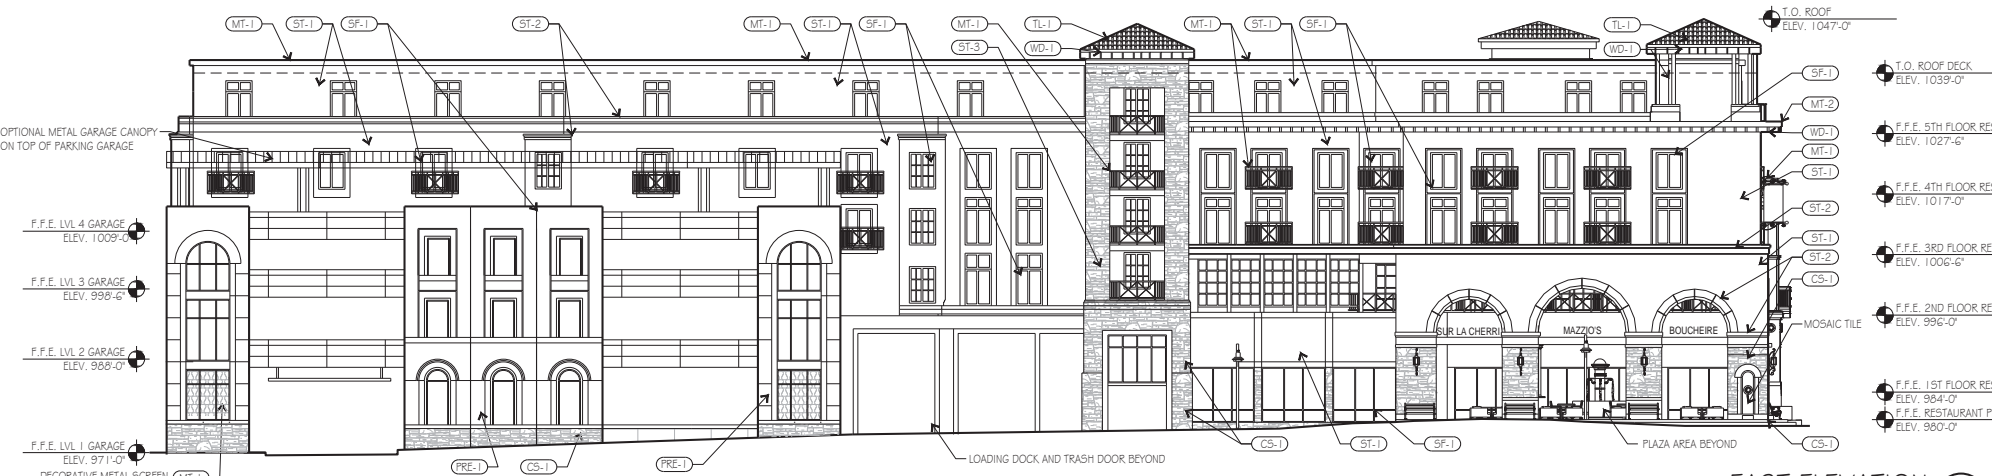 MT-1
ST-1
SF-1
ST-2
MT-1
ST-1
SF-1
MT-1
ST-3
TL-1
WD-1
MT-1
ST-1
SF-1
TL-1
WD-1
T.O. ROOF
ELEV. 1047'-0"
SF-1
T.O. ROOF DECK
ELEV. 1039'-0"
MT-2
OPTIONAL METAL GARAGE CANOPY
ON TOP OF PARKING GARAGE
WD-1
F.F.E. 5TH FLOOR RES
ELEV. 1027'-6"
MT-1
ST-1
F.F.E. 4TH FLOOR RES
ELEV. 1017'-0"
ST-2
F.F.E. LVL 4 GARAGE
ELEV. 1009'-0"
ST-1
F.F.E. 3RD FLOOR RE
ELEV. 1006'-6"
ST-2
CS-1
F.F.E. LVL 3 GARAGE
ELEV. 998'-6"
F.F.E. 2ND FLOOR RE
ELEV. 996'-0"
MOSAIC TILE
SUR LA CHERRI
MAZZIO'S
BOUCHEIRE
F.F.E. LVL 2 GARAGE
ELEV. 988'-0"
F.F.E. 1ST FLOOR RES
ELEV. 984'-0"
F.F.E. RESTAURANT P
ELEV. 980'-0"
F.F.E. LVL 1 GARAGE
ELEV. 971'-0"
DECORATIVE METAL SCREEN
MT-1
PRE-1
CS-1
PRE-1
LOADING DOCK AND TRASH DOOR BEYOND
CS-1
ST-1
SF-1
PLAZA AREA BEYOND
CS-1
EAST ELEVATION